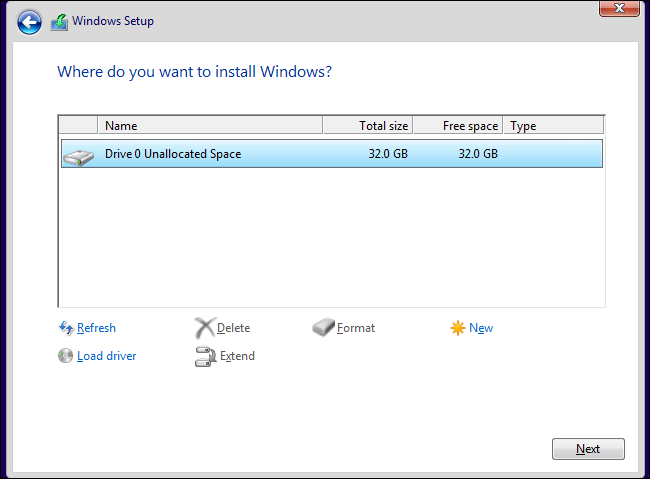 Windows Setup
Where do you want to install Windows?
Name Total size Free space Type
Drive 0 Unallocated Space 32.0 GB 32.0 GB
Refresh Delete Format New
Load driver Extend
Next